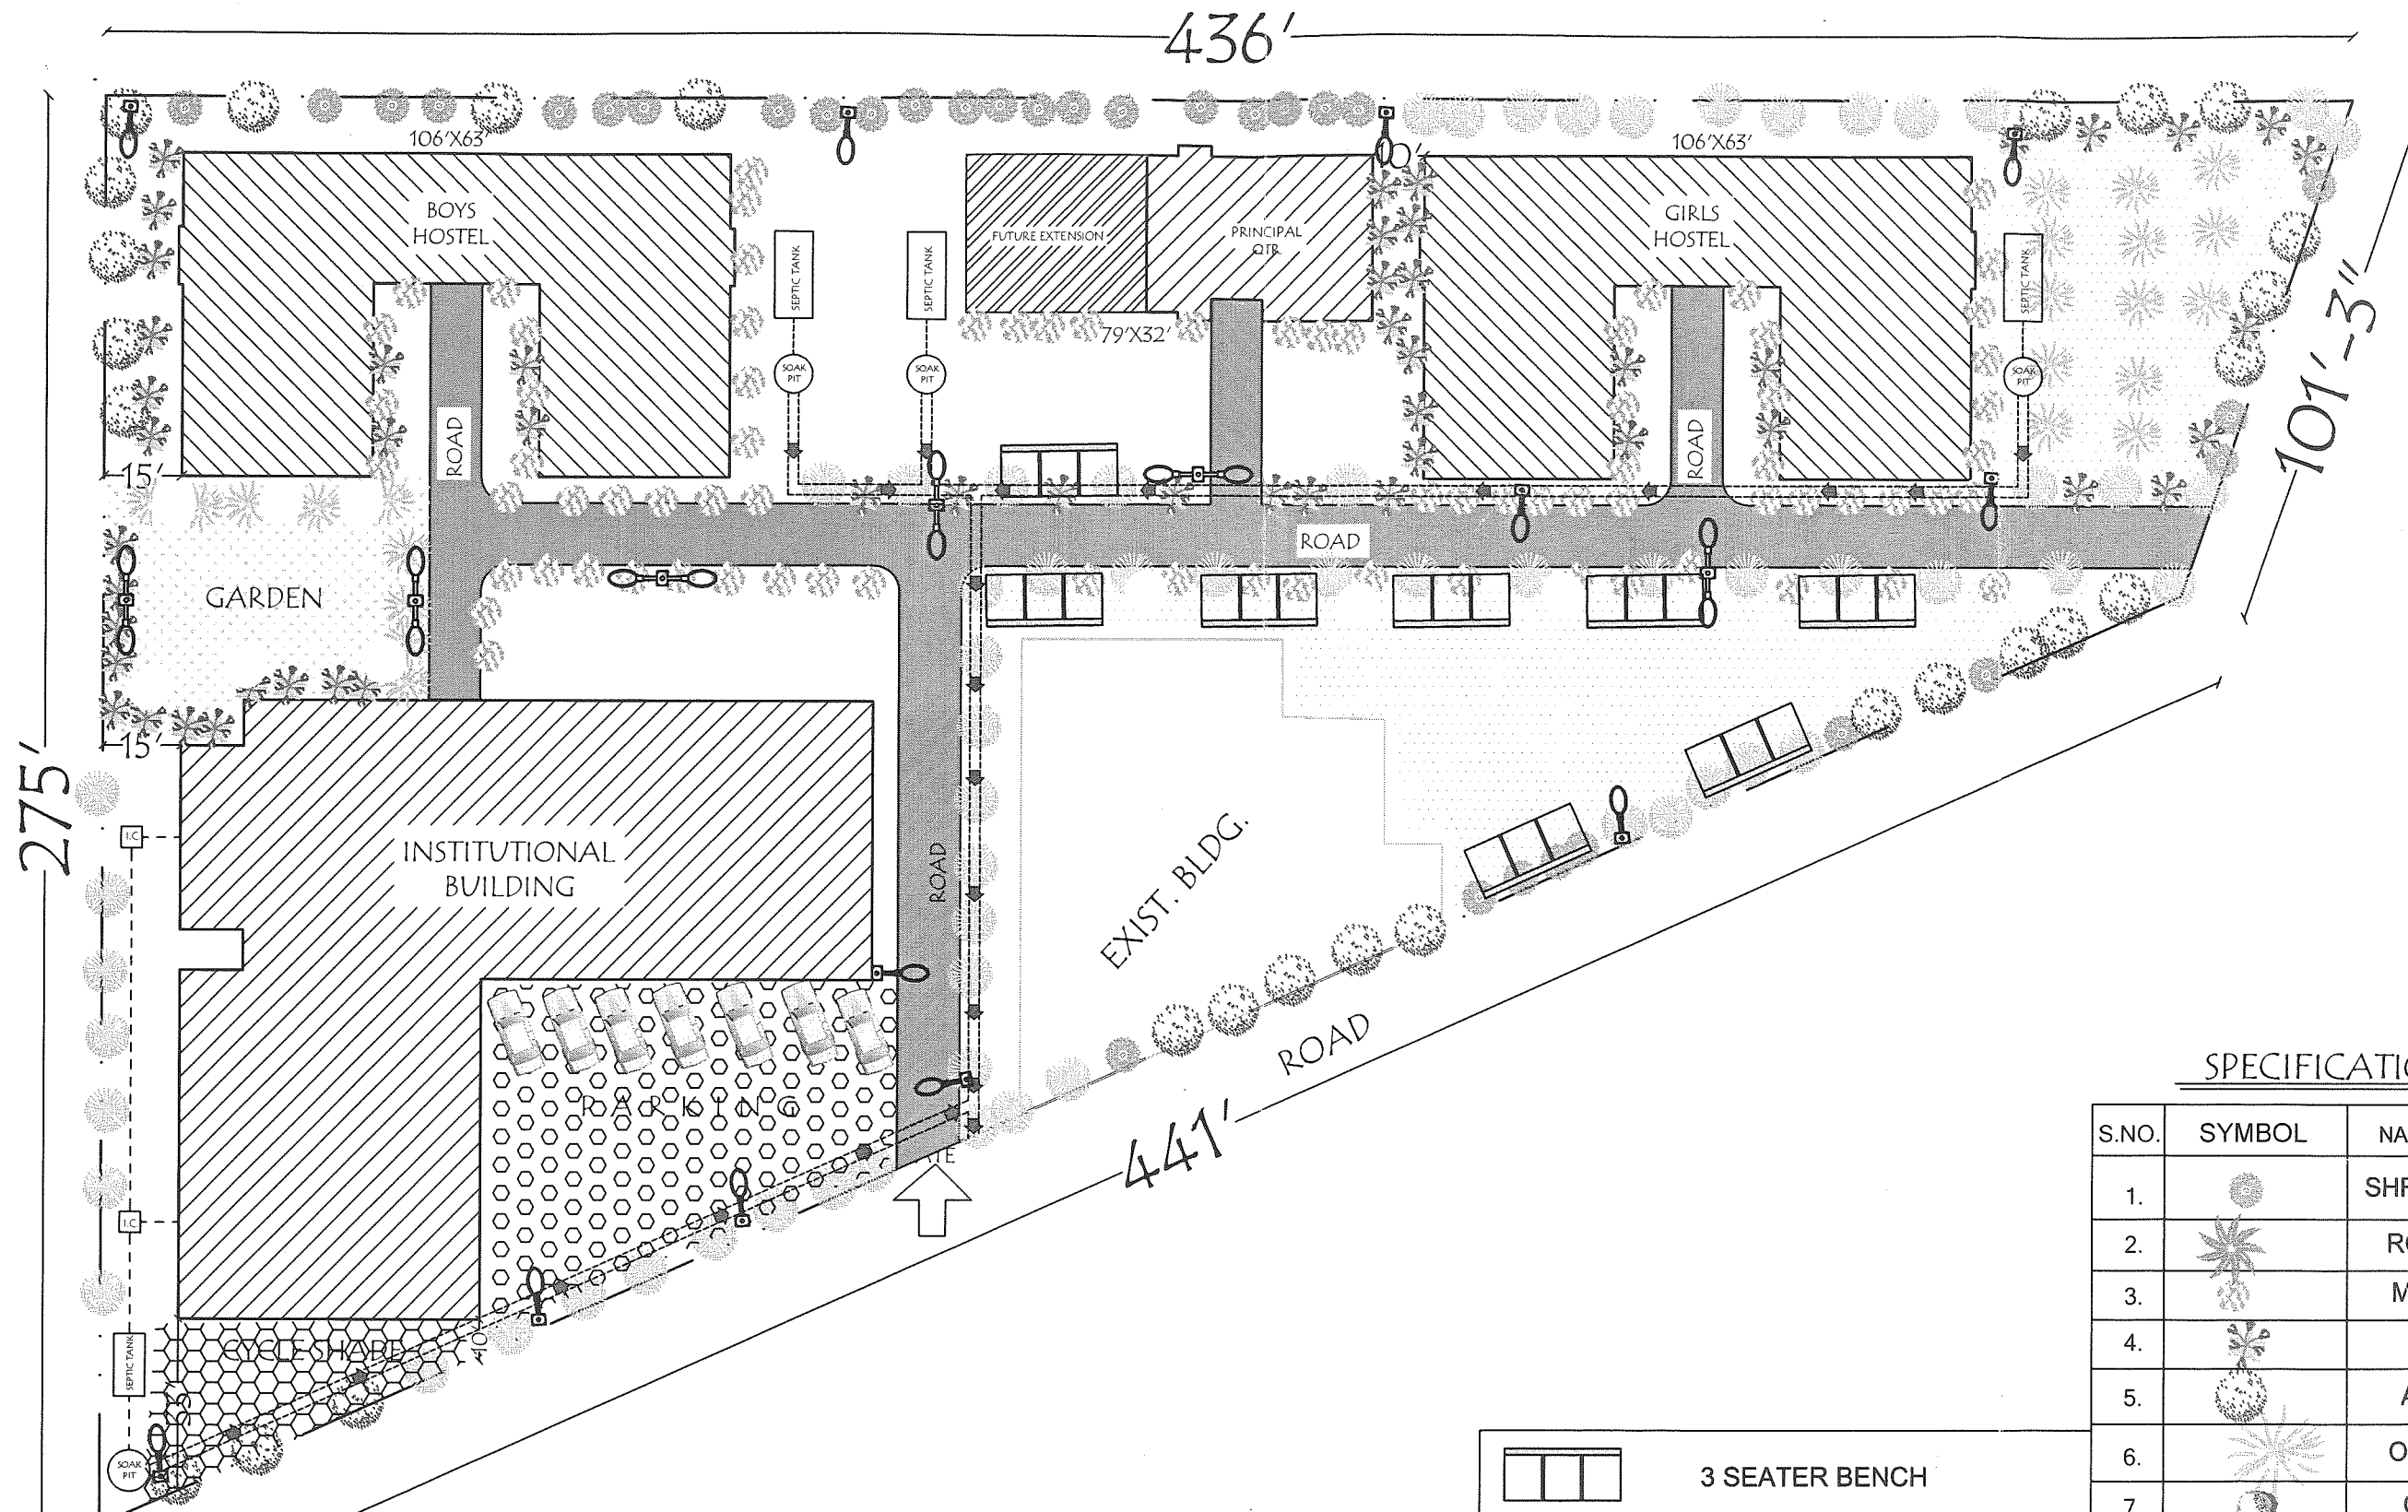 436'
106'X63'
106'X63'
10'
BOYS
HOSTEL
FUTURE EXTENSION
PRINCIPAL
QTR.
GIRLS
HOSTEL
SEPTIC TANK
SEPTIC TANK
SEPTIC TANK
79'X32'
SOAK
PIT
SOAK
PIT
SOAK
PIT
101'-3"
ROAD
ROAD
15'
ROAD
GARDEN
15'
275'
I.C
INSTITUTIONAL
BUILDING
ROAD
EXIST. BLDG.
ROAD
PARKING
441'
I.C
CYCLE SHADE
10'
SEPTIC TANK
SOAK
PIT
3 SEATER BENCH
S.NO. SYMBOL
1.
2.
3.
4.
5.
6.
7.